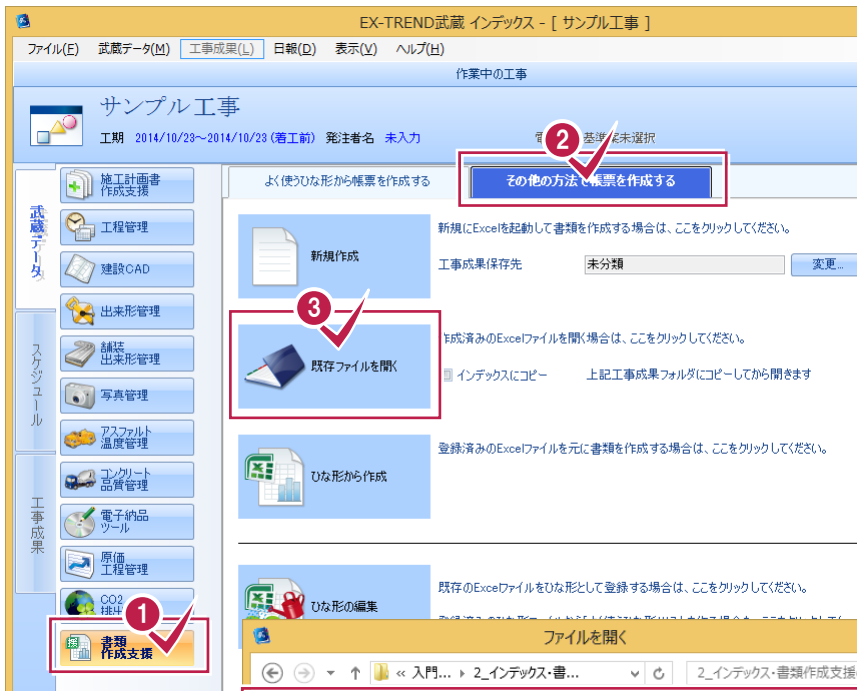 EX-TREND武蔵 インデックス - [ サンプル工事 ]
ファイル(F) 武蔵データ(M) 工事成果(L) 日報(D) 表示(V) ヘルプ(H)
作業中の工事
サンプル工事
工期 2014/10/23～2014/10/23(着工前) 発注者名 未入力
基準案未選択
2
武蔵データ
スケジュール
工事成果
施工計画書
作成支援
工程管理
建設CAD
出来形管理
舗装
出来形管理
写真管理
アスファルト
温度管理
コンクリート
品質管理
電子納品
ツール
原価
工程管理
CO2
1
書類
作成支援
よく使うひな形から帳票を作成する
その他の方法で帳票を作成する
新規作成
新規にExcelを起動して書類を作成する場合は、ここをクリックしてください。
工事成果保存先 未分類 変更...
3
既存ファイルを開く
作成済みのExcelファイルを開く場合は、ここをクリックしてください。
インデックスにコピー 上記工事成果フォルダにコピーしてから開きます
ひな形から作成
登録済みのExcelファイルを元に書類を作成する場合は、ここをクリックしてください。
ひな形の編集
既存のExcelファイルをひな形として登録する場合は、ここをクリックしてください。
ファイルを開く
« 入門... ▸ 2_インデックス・書...
2_インデックス・書類作成支援